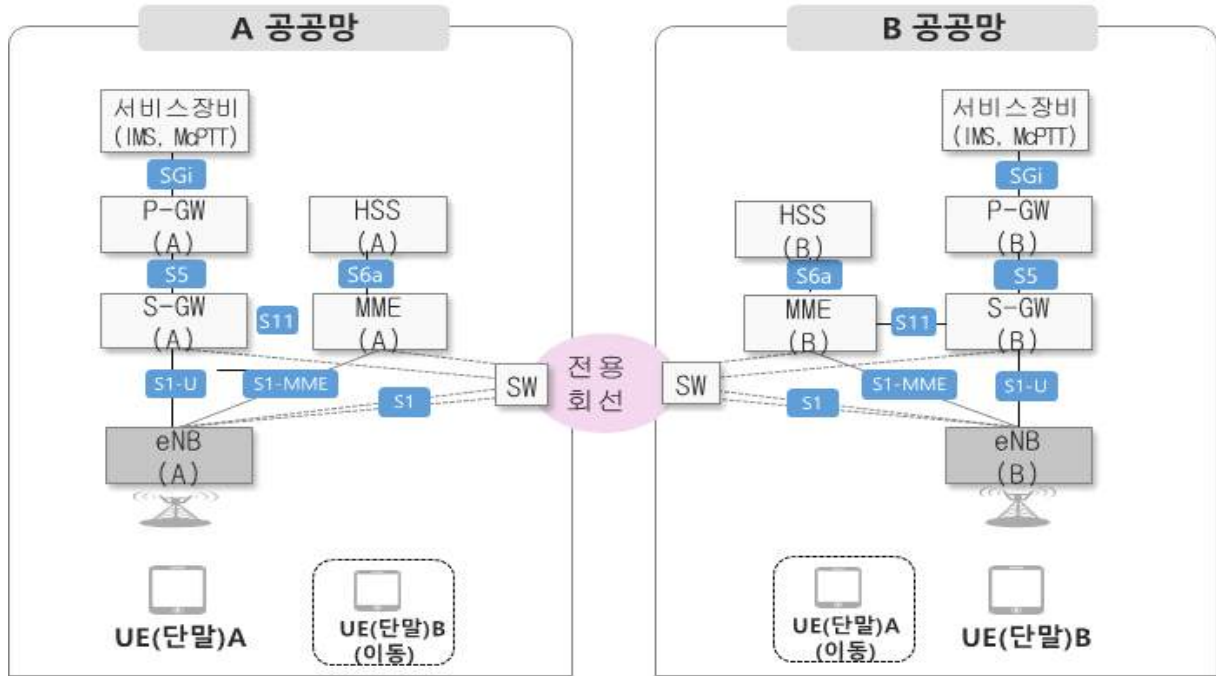 A 공공망
서비스장비
(IMS, McPTT)
SGi
P-GW
(A)
HSS
(A)
S5
S6a
S-GW
(A)
S11
MME
(A)
S1-U
S1-MME
S1
SW
eNB
(A)
UE(단말)A
UE(단말)B
(이동)
전용
회선
B 공공망
서비스장비
(IMS, McPTT)
SGi
HSS
(B)
P-GW
(B)
S6a
S5
MME
(B)
S11
S-GW
(B)
SW
S1-MME
S1-U
S1
eNB
(B)
UE(단말)A
(이동)
UE(단말)B